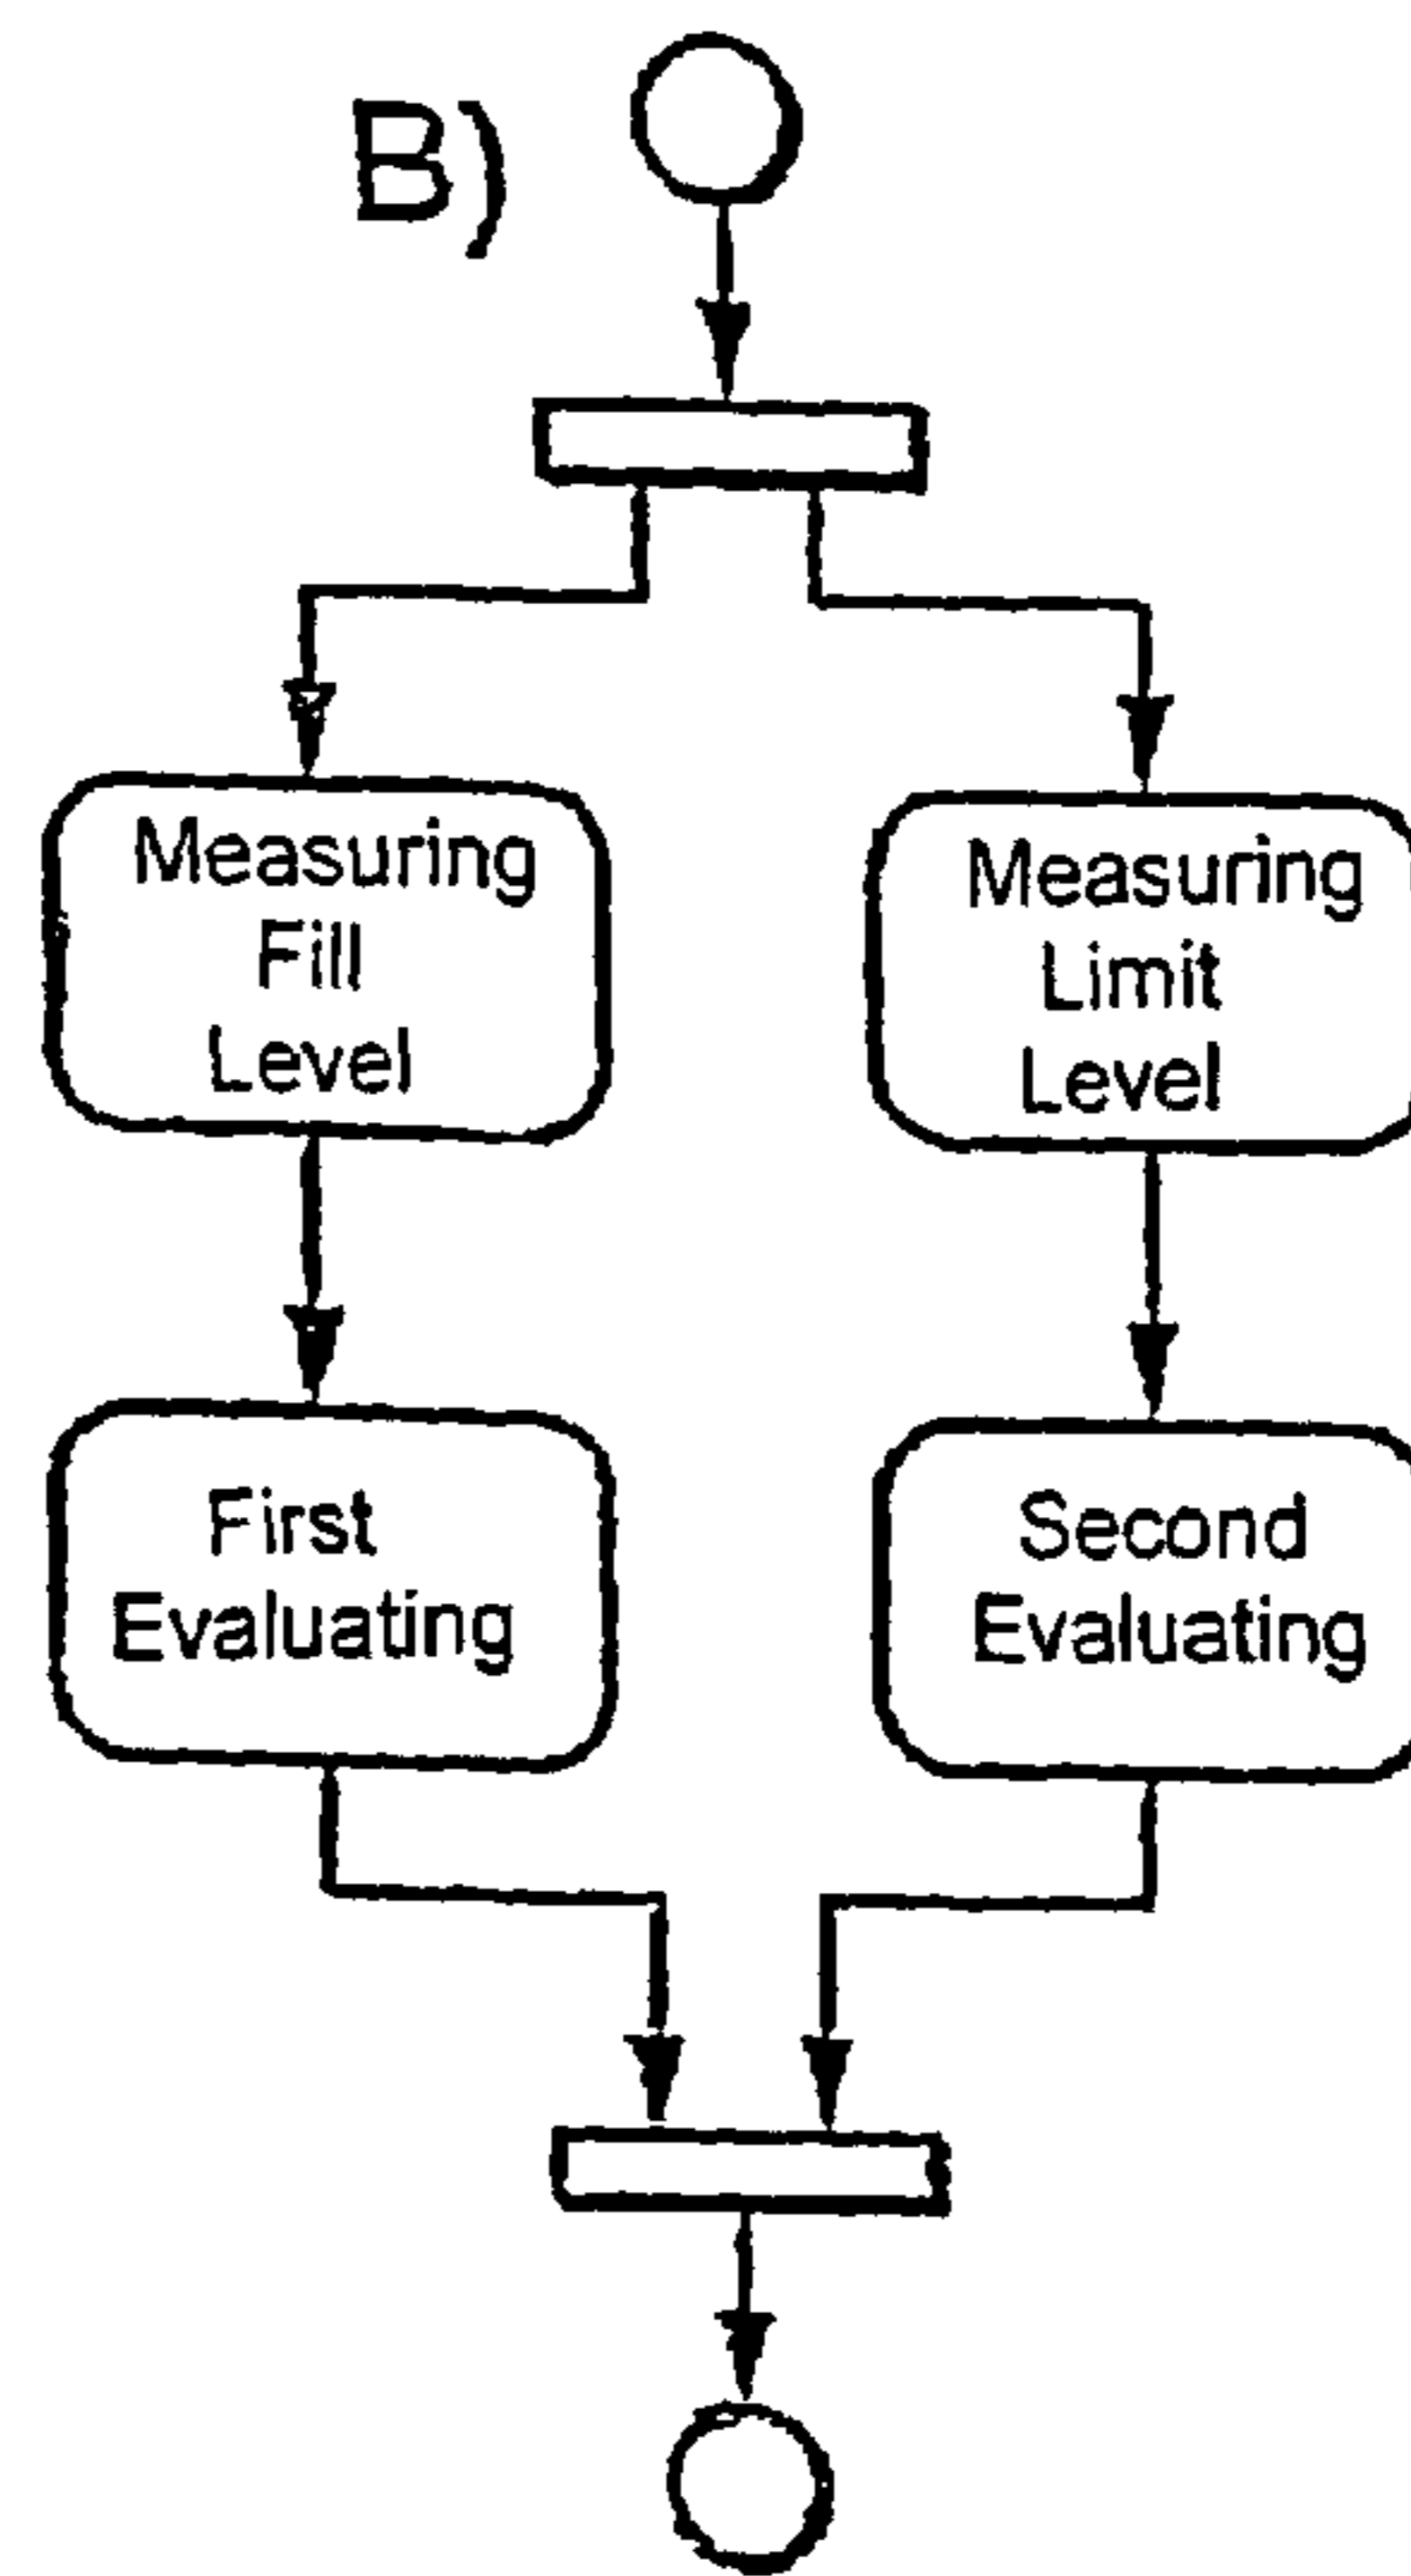 B)
Measuring
Fill
Level
Measuring
Limit
Level
First
Evaluating
Second
Evaluating